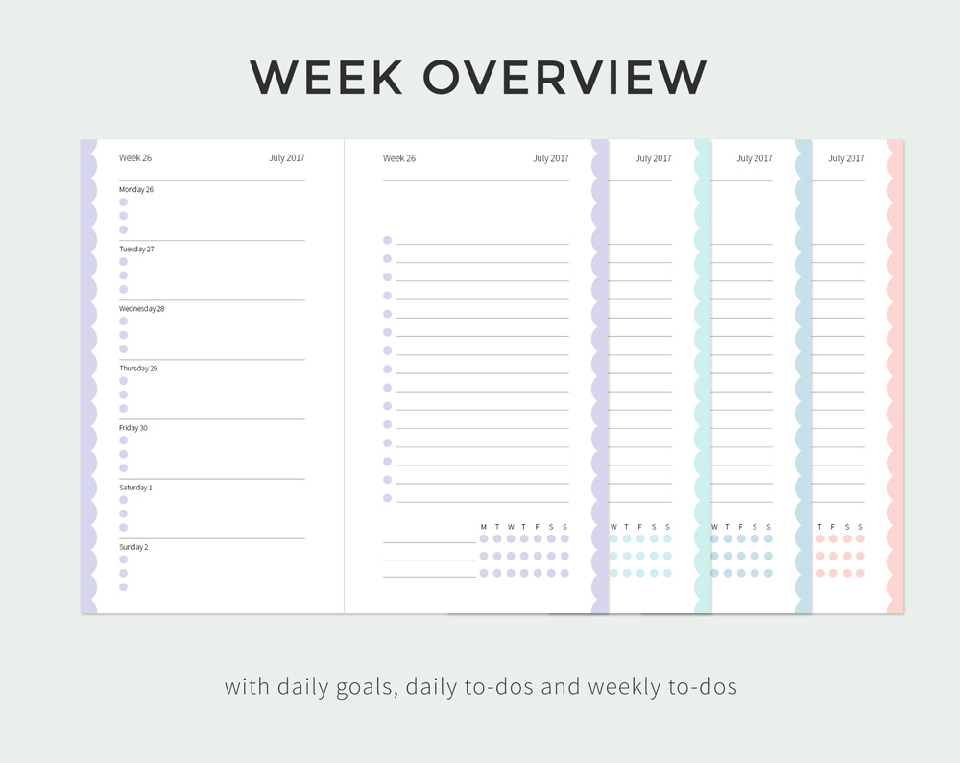 WEEK OVERVIEW
Week 26 July 2017
Monday 26
Tuesday 27
Wednesday28
Thursday 29
Friday 30
Saturday 1
Sunday 2
Week 26 July 2017
M T W T F S S
July 2017
W T F S S
July 2017
W T F S S
July 2017
T F S S
with daily goals, daily to-dos and weekly to-dos